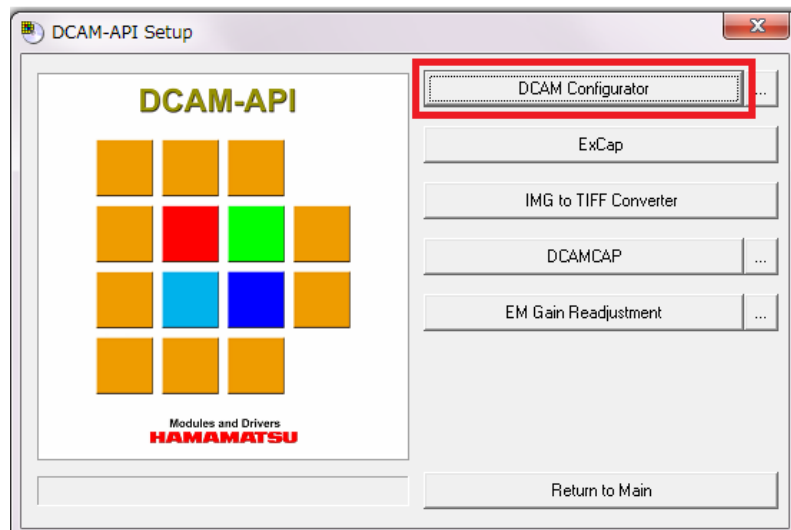 DCAM-API Setup
DCAM-API
Modules and Drivers
HAMAMATSU
DCAM Configurator
...
ExCap
IMG to TIFF Converter
DCAMCAP
...
EM Gain Readjustment
...
Return to Main